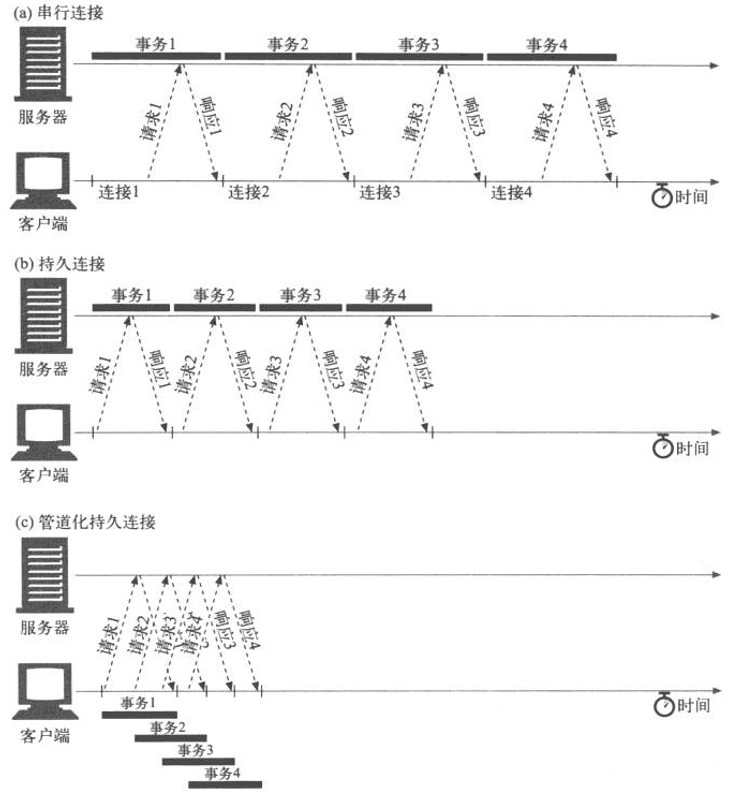 (a) 串行连接
事务1 事务2 事务3 事务4
服务器
请求1 响应1 请求2 响应2 请求3 响应3 请求4 响应4
连接1 连接2 连接3 连接4 时间
客户端
(b) 持久连接
事务1 事务2 事务3 事务4
服务器
请求1 响应1 请求2 响应2 请求3 响应3 请求4 响应4
时间
客户端
(c) 管道化持久连接
服务器
请求1 请求2 请求3 请求4 响应3 响应4
时间
客户端
事务1
事务2
事务3
事务4